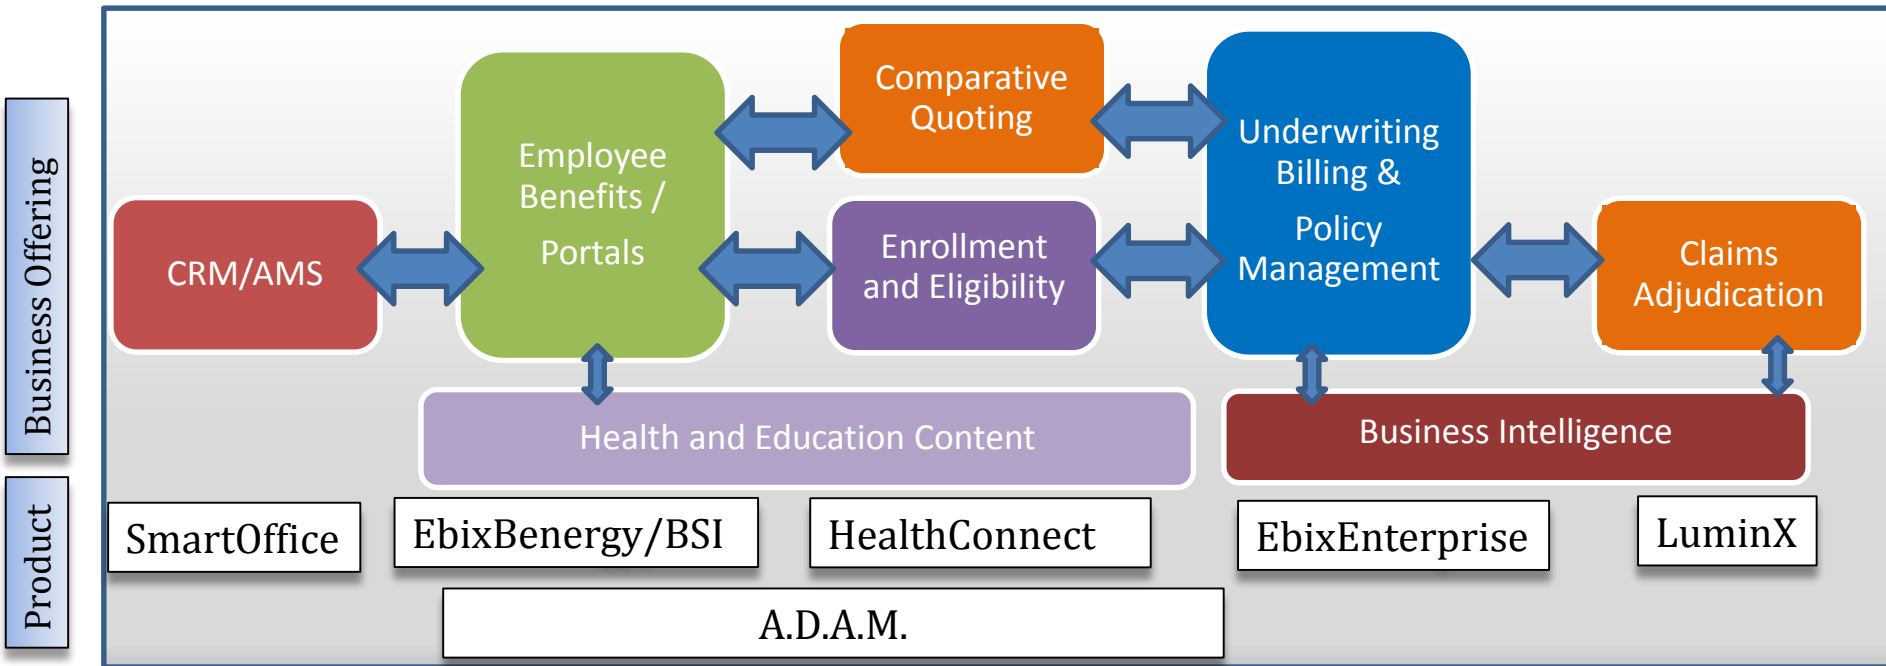 Business Offering
CRM/AMS
Employee
Benefits /
Portals
Comparative
Quoting
Enrollment
and Eligibility
Underwriting
Billing &
Policy
Management
Claims
Adjudication
Health and Education Content
Business Intelligence
Product
SmartOffice
EbixBenergy/BSI
HealthConnect
EbixEnterprise
LuminX
A.D.A.M.